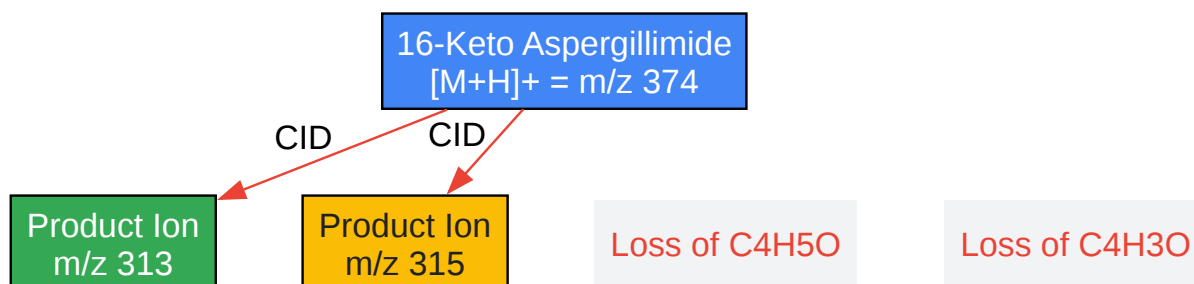 16-Keto Aspergillimide
[M+H]+ = m/z 374
CID
CID
Product Ion
m/z 313
Product Ion
m/z 315
Loss of C4H5O
Loss of C4H3O